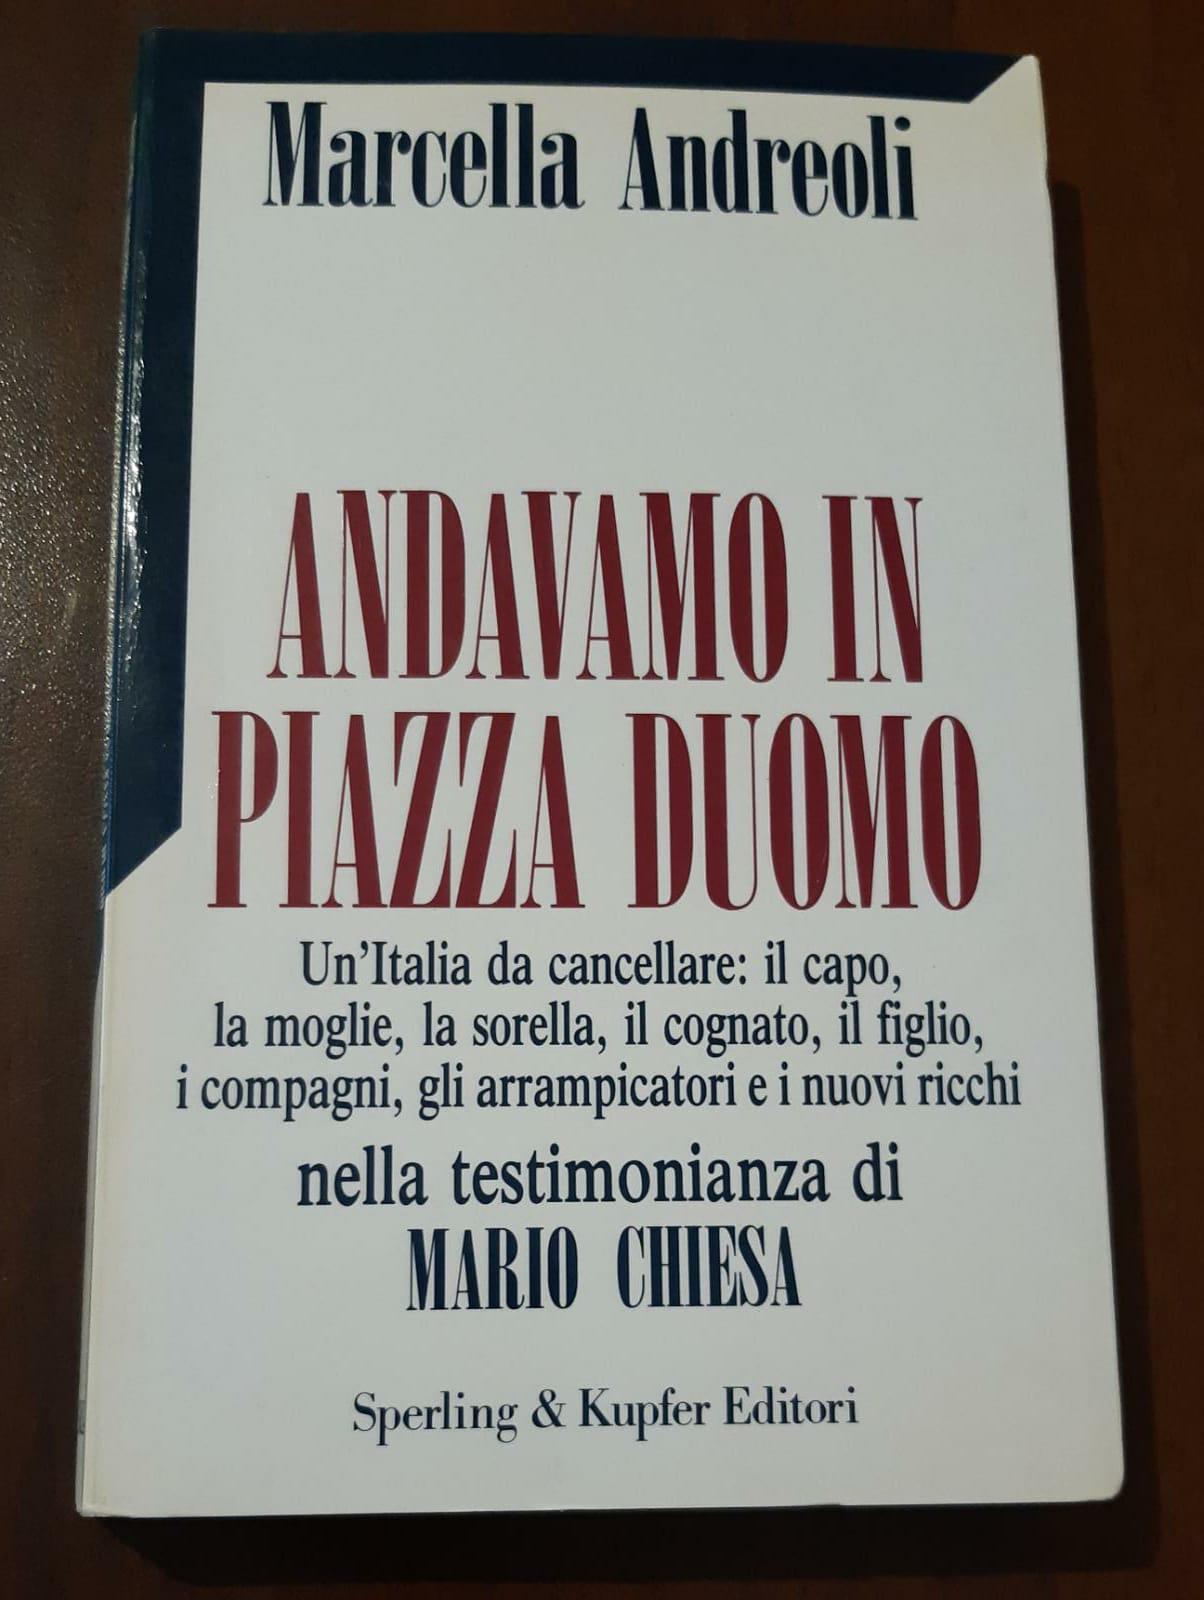 Marcella Andreoli
ANDAVAMO IN
PIAZZA DUOMO
Un'Italia da cancellare: il capo,
la moglie, la sorella, il cognato, il figlio,
i compagni, gli arrampicatori e i nuovi ricchi
nella testimonianza di
MARIO CHIESA
Sperling & Kupfer Editori